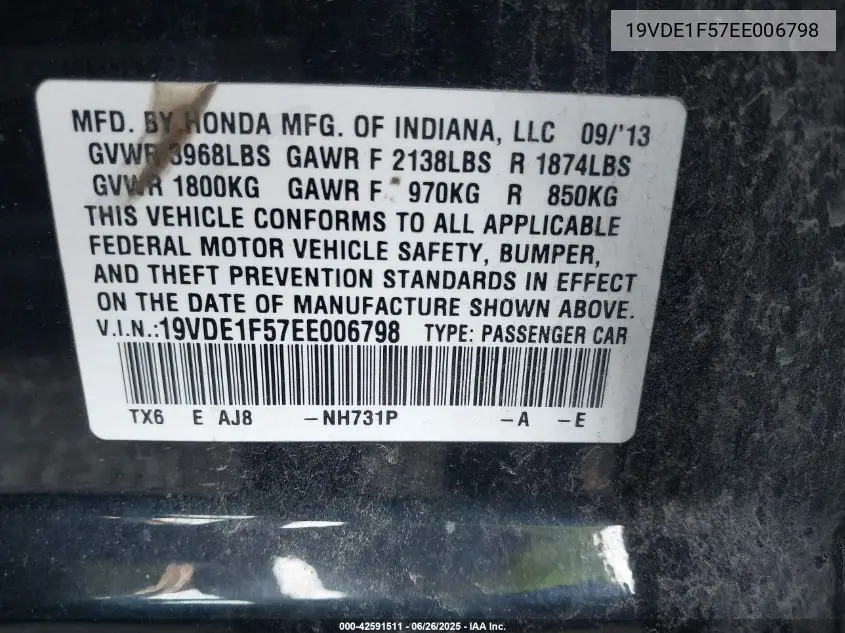 19VDE1F57EE006798
MFD. BY HONDA MFG. OF INDIANA, LLC 09/'13
GVWR 3968LBS GAWR F 2138LBS R 1874LBS
GVWR 1800KG GAWR F 970KG R 850KG
THIS VEHICLE CONFORMS TO ALL APPLICABLE
FEDERAL MOTOR VEHICLE SAFETY, BUMPER,
AND THEFT PREVENTION STANDARDS IN EFFECT
ON THE DATE OF MANUFACTURE SHOWN ABOVE.
V.I.N.:19VDE1F57EE006798 TYPE: PASSENGER CAR
TX6 E AJ8 -NH731P -A -E
000-42591511 - 06/26/2025 - IAA Inc.